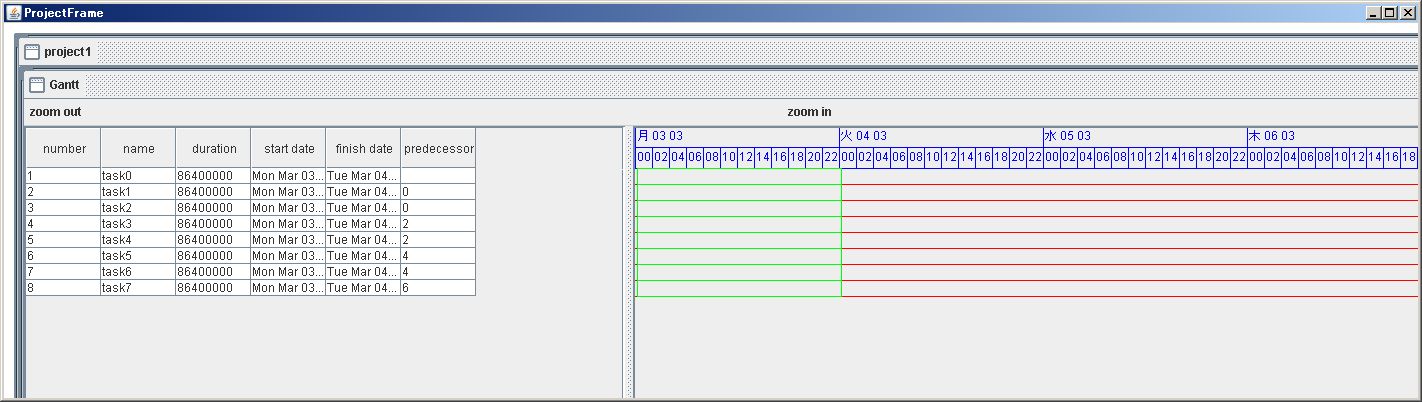 ProjectFrame
project1
Gantt
zoom out zoom in
number name duration start date finish date predecessor
月 03 03 火 04 03 水 05 03 木 06 03
00 02 04 06 08 10 12 14 16 18 20 22 00 02 04 06 08 10 12 14 16 18 20 22 00 02 04 06 08 10 12 14 16 18 20 22 00 02 04 06 08 10 12 14 16 18
1 task0 86400000 Mon Mar 03... Tue Mar 04...
2 task1 86400000 Mon Mar 03... Tue Mar 04... 0
3 task2 86400000 Mon Mar 03... Tue Mar 04... 0
4 task3 86400000 Mon Mar 03... Tue Mar 04... 2
5 task4 86400000 Mon Mar 03... Tue Mar 04... 2
6 task5 86400000 Mon Mar 03... Tue Mar 04... 4
7 task6 86400000 Mon Mar 03... Tue Mar 04... 4
8 task7 86400000 Mon Mar 03... Tue Mar 04... 6